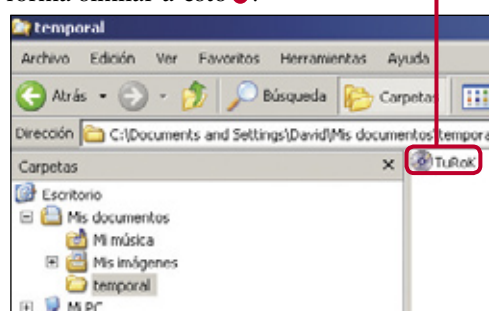 temporal
Archivo Edición Ver Favoritos Herramientas Ayuda
Atrás Búsqueda Carpetas
Dirección C:\Documents and Settings\David\Mis documentos\tempora
Carpetas x TuRoK
Escritorio
Mis documentos
Mi música
Mis imágenes
temporal
Mi PC